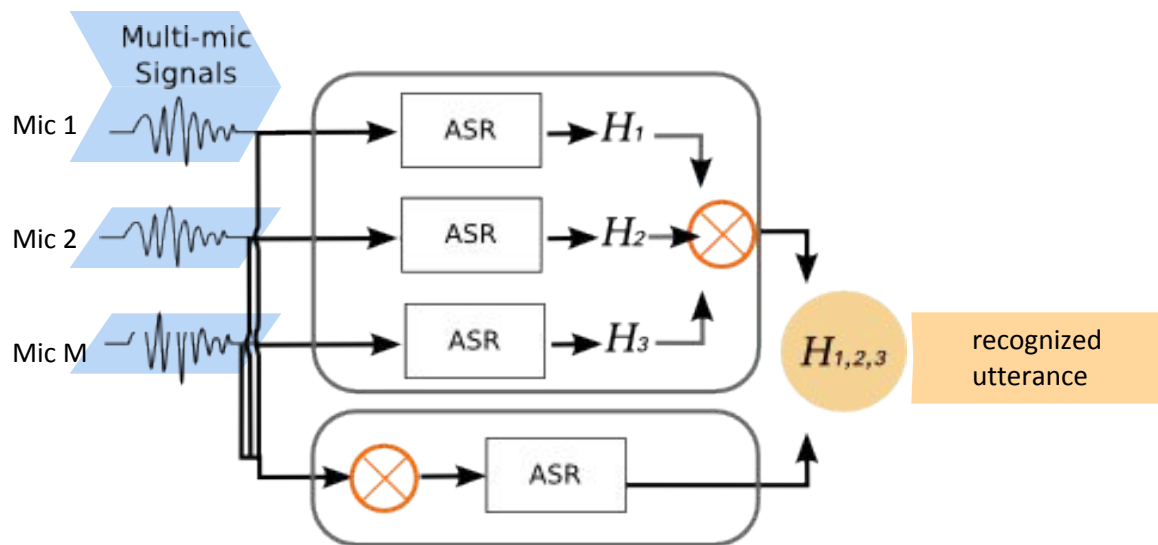 Multi-mic
Signals
Mic 1
ASR
H1
Mic 2
ASR
H2
Mic M
ASR
H3
H1,2,3
recognized
utterance
ASR